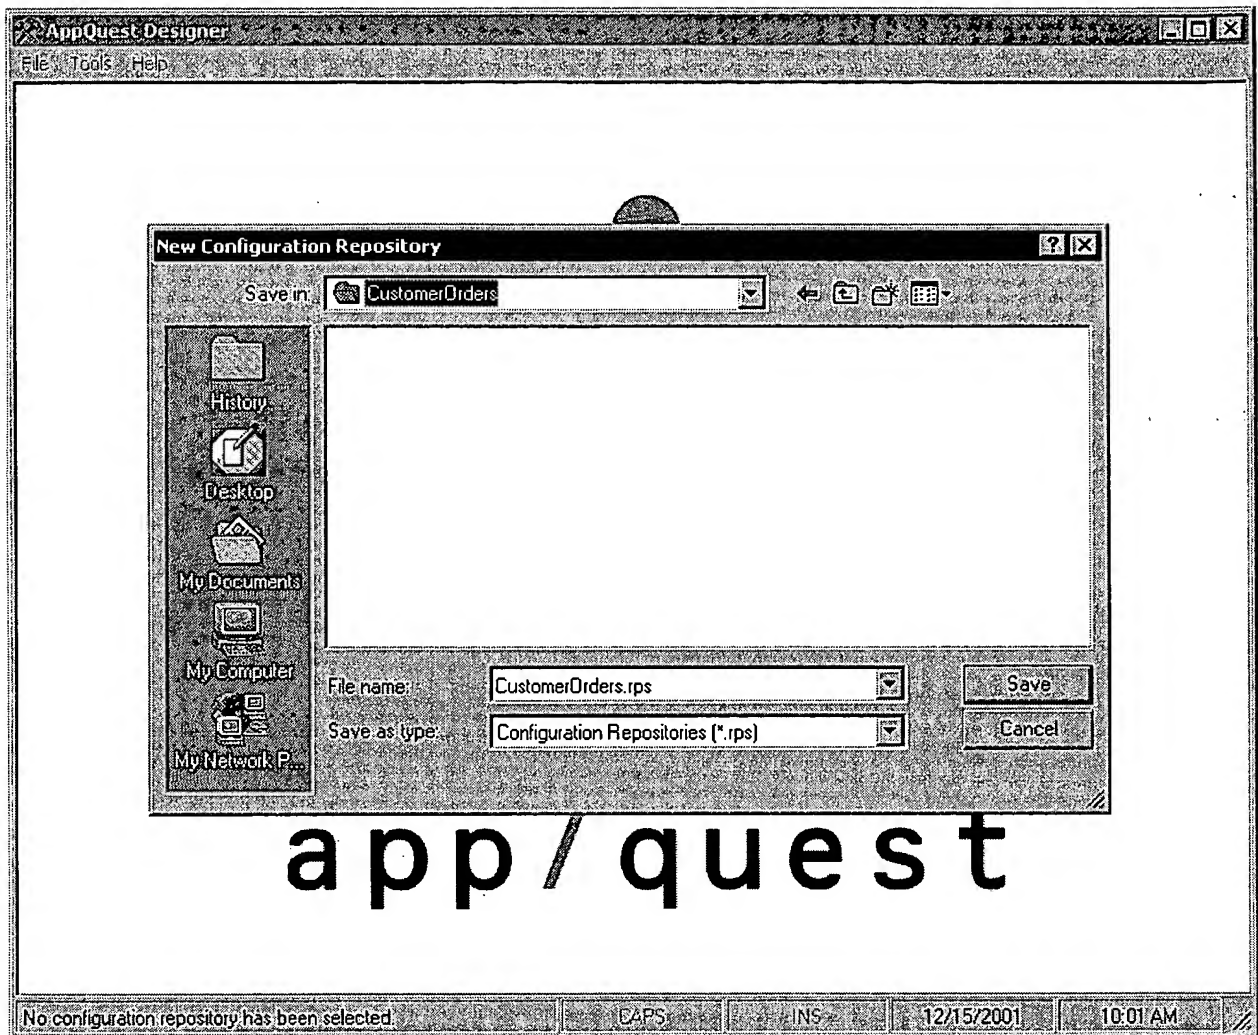 AppQuest Designer
File Tools Help
New Configuration Repository
Save in: CustomerOrders
History
Desktop
My Documents
My Computer
My Network P...
File name: CustomerOrders.rps
Save
Save as type: Configuration Repositories (*.rps)
Cancel
app/quest
No configuration repository has been selected. CAPS INS 12/15/2001 10:01 AM